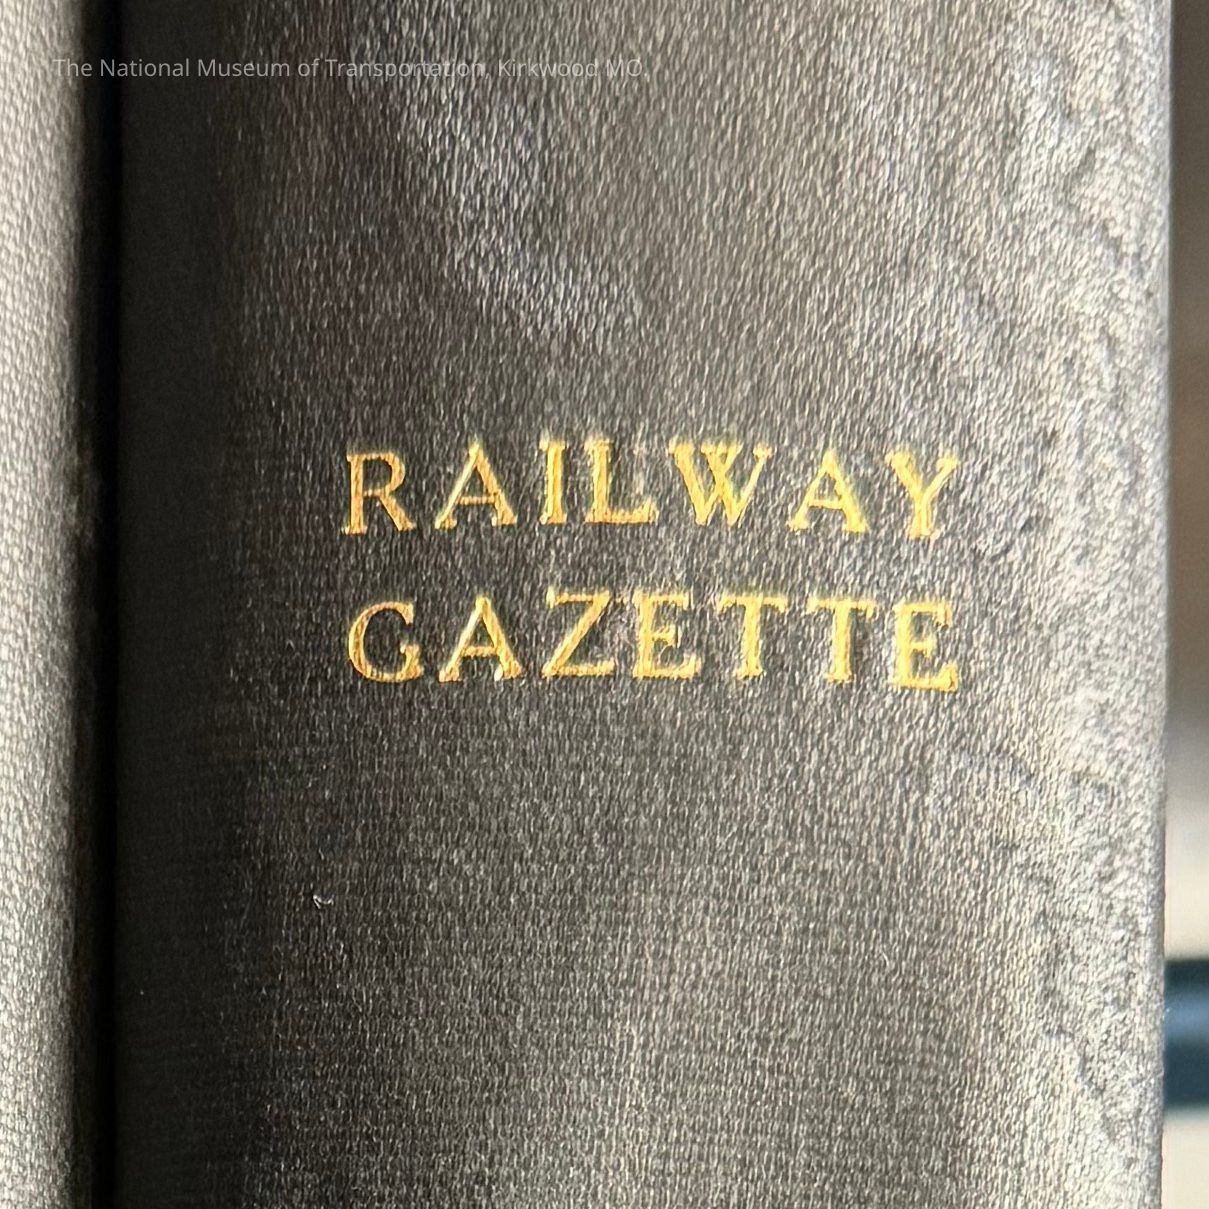 The National Museum of Transportation, Kirkwood MO.
RAILWAY
GAZETTE